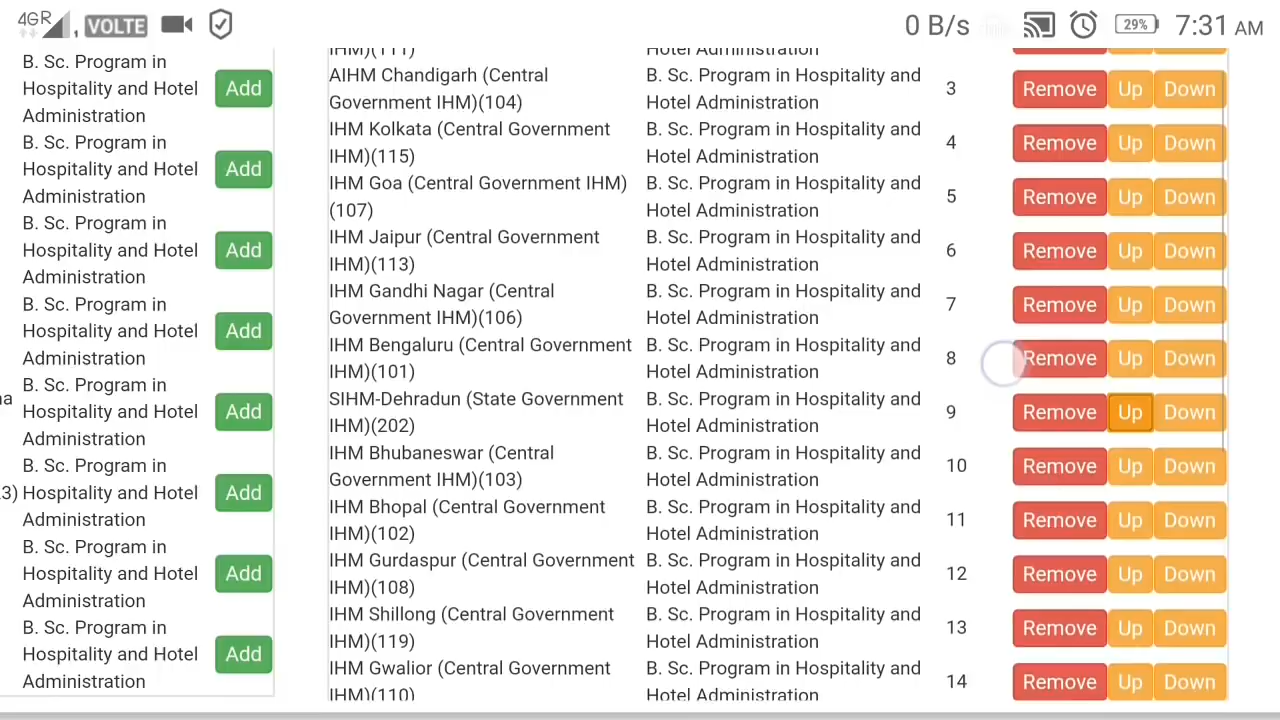 4GR , VOLTE 0 B/s 29% 7:31 AM
B. Sc. Program in
Hospitality and Hotel Add
Administration
B. Sc. Program in
Hospitality and Hotel Add
Administration
B. Sc. Program in
Hospitality and Hotel Add
Administration
B. Sc. Program in
Hospitality and Hotel Add
Administration
B. Sc. Program in
Hospitality and Hotel Add
Administration
B. Sc. Program in
Hospitality and Hotel Add
Administration
B. Sc. Program in
Hospitality and Hotel Add
Administration
B. Sc. Program in
Hospitality and Hotel Add
Administration
IHM)(111) Hotel Administration
AIHM Chandigarh (Central B. Sc. Program in Hospitality and 3 Remove Up Down
Government IHM)(104) Hotel Administration
IHM Kolkata (Central Government B. Sc. Program in Hospitality and 4 Remove Up Down
IHM)(115) Hotel Administration
IHM Goa (Central Government IHM) B. Sc. Program in Hospitality and 5 Remove Up Down
(107) Hotel Administration
IHM Jaipur (Central Government B. Sc. Program in Hospitality and 6 Remove Up Down
IHM)(113) Hotel Administration
IHM Gandhi Nagar (Central B. Sc. Program in Hospitality and 7 Remove Up Down
Government IHM)(106) Hotel Administration
IHM Bengaluru (Central Government B. Sc. Program in Hospitality and 8 Remove Up Down
IHM)(101) Hotel Administration
SIHM-Dehradun (State Government B. Sc. Program in Hospitality and 9 Remove Up Down
IHM)(202) Hotel Administration
IHM Bhubaneswar (Central B. Sc. Program in Hospitality and 10 Remove Up Down
Government IHM)(103) Hotel Administration
IHM Bhopal (Central Government B. Sc. Program in Hospitality and 11 Remove Up Down
IHM)(102) Hotel Administration
IHM Gurdaspur (Central Government B. Sc. Program in Hospitality and 12 Remove Up Down
IHM)(108) Hotel Administration
IHM Shillong (Central Government B. Sc. Program in Hospitality and 13 Remove Up Down
IHM)(119) Hotel Administration
IHM Gwalior (Central Government B. Sc. Program in Hospitality and 14 Remove Up Down
IHM)(110) Hotel Administration